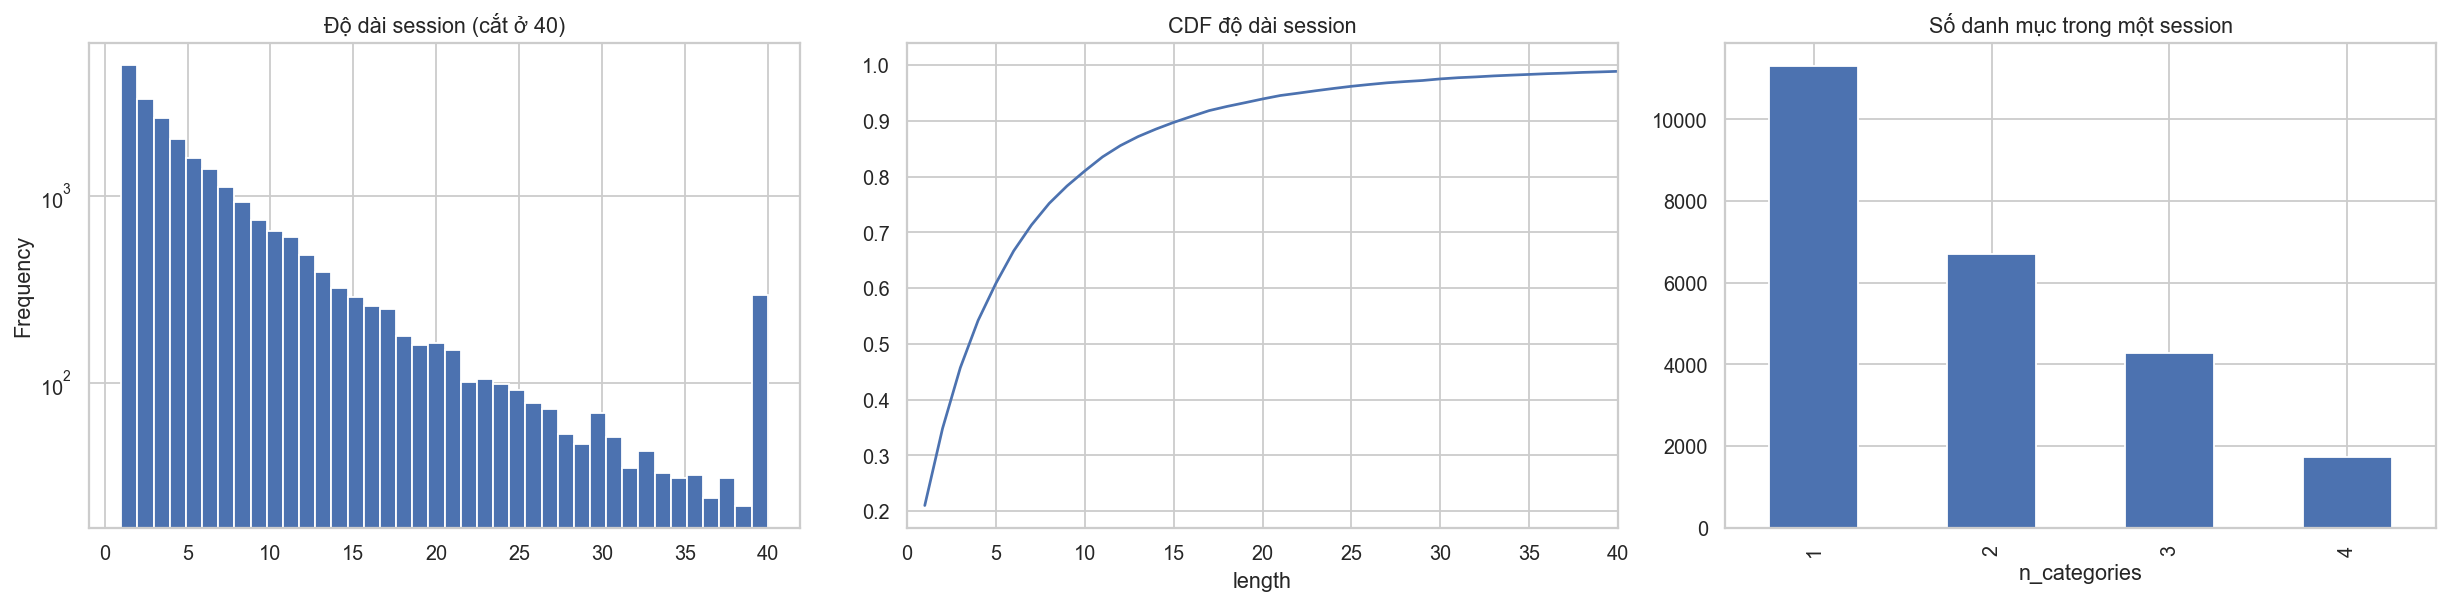 Độ dài session (cắt ở 40)
Frequency
10³
10²
0 5 10 15 20 25 30 35 40
CDF độ dài session
1.0
0.9
0.8
0.7
0.6
0.5
0.4
0.3
0.2
0 5 10 15 20 25 30 35 40
length
Số danh mục trong một session
10000
8000
6000
4000
2000
0
1 2 3 4
n_categories